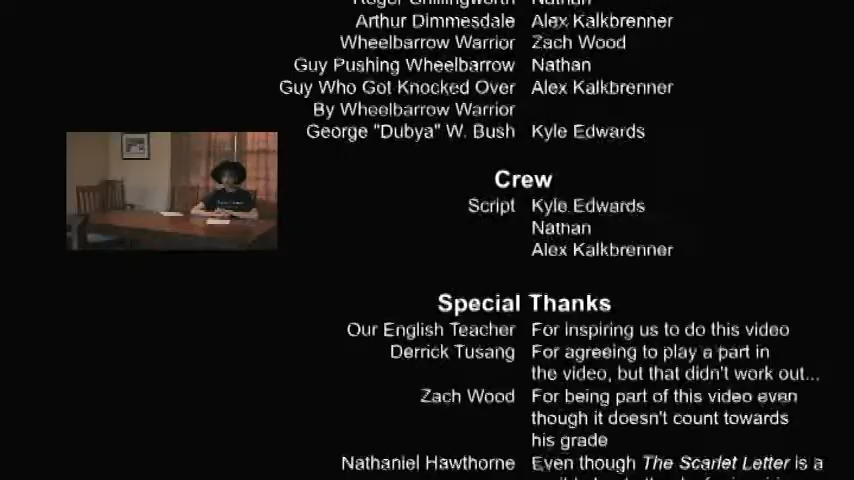 Roger Chillingworth Nathan
Arthur Dimmesdale Alex Kalkbrenner
Wheelbarrow Warrior Zach Wood
Guy Pushing Wheelbarrow Nathan
Guy Who Got Knocked Over Alex Kalkbrenner
By Wheelbarrow Warrior
George "Dubya" W. Bush Kyle Edwards
Crew
Script Kyle Edwards
Nathan
Alex Kalkbrenner
Special Thanks
Our English Teacher For inspiring us to do this video
Derrick Tusang For agreeing to play a part in
the video, but that didn't work out...
Zach Wood For being part of this video even
though it doesn't count towards
his grade
Nathaniel Hawthorne Even though The Scarlet Letter is a